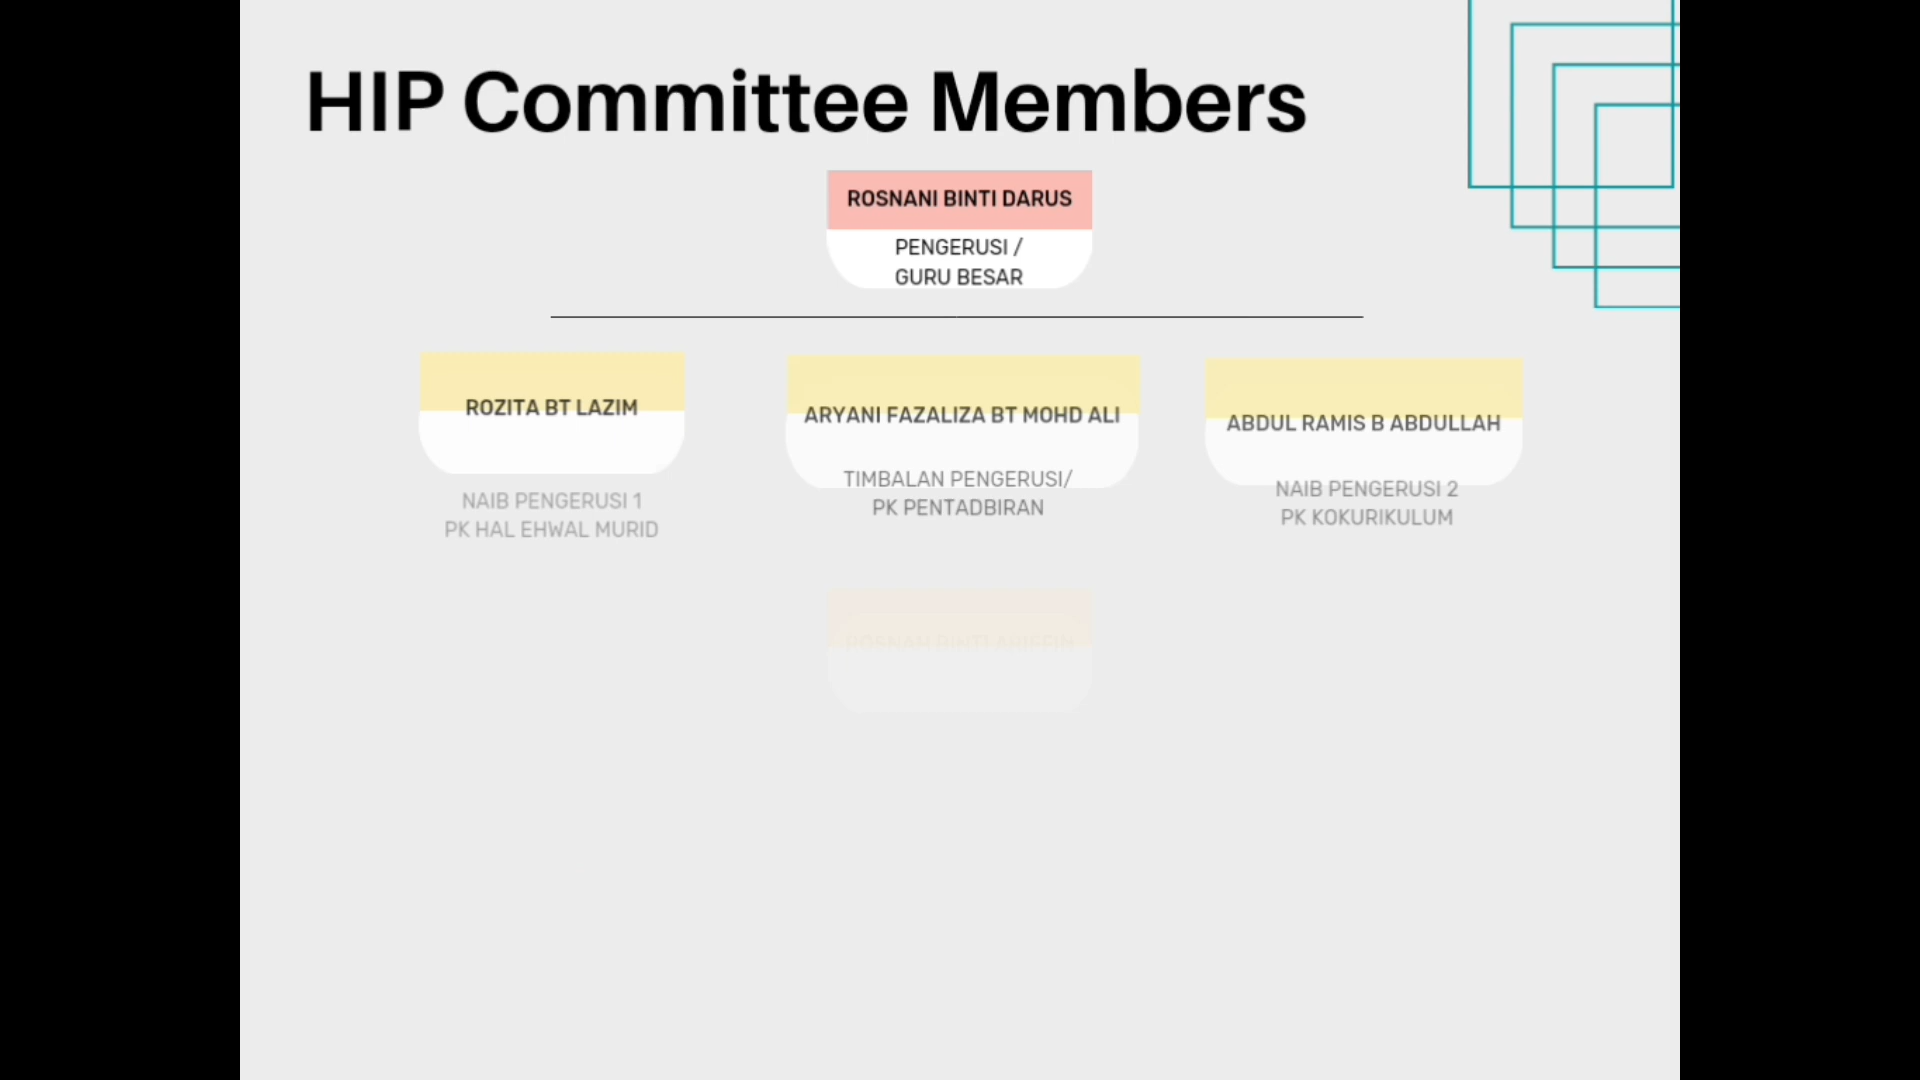 HIP Committee Members
ROSNANI BINTI DARUS
PENGERUSI /
GURU BESAR
ROZITA BT LAZIM
NAIB PENGERUSI 1
PK HAL EHWAL MURID
ARYANI FAZALIZA BT MOHD ALI
TIMBALAN PENGERUSI/
PK PENTADBIRAN
ABDUL RAMIS B ABDULLAH
NAIB PENGERUSI 2
PK KOKURIKULUM
ROSNAH BINTI ARIFFIN